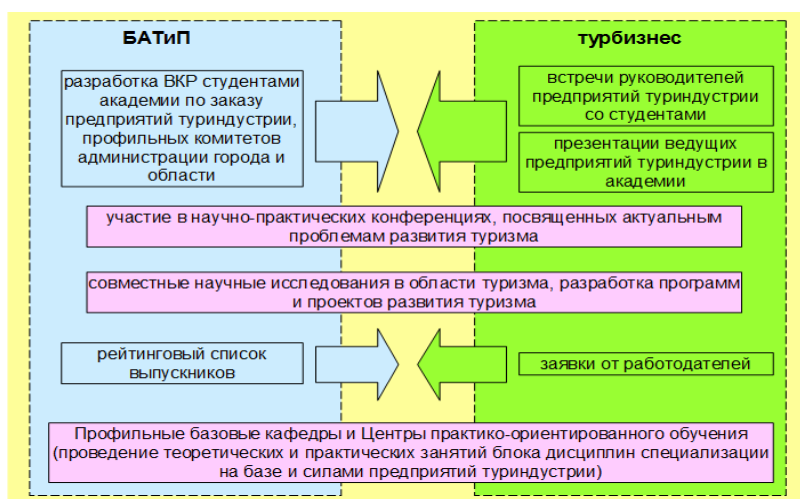 БАТиП
турбизнес
разработка ВКР студентами
академии по заказу
предприятий туриндустрии,
профильных комитетов
администрации города и
области
встречи руководителей
предприятий туриндустрии
со студентами
презентации ведущих
предприятий туриндустрии в
академии
участие в научно-практических конференциях, посвященных актуальным
проблемам развития туризма
совместные научные исследования в области туризма, разработка программ
и проектов развития туризма
рейтинговый список
выпускников
заявки от работодателей
Профильные базовые кафедры и Центры практико-ориентированного обучения
(проведение теоретических и практических занятий блока дисциплин специализации
на базе и силами предприятий туриндустрии)